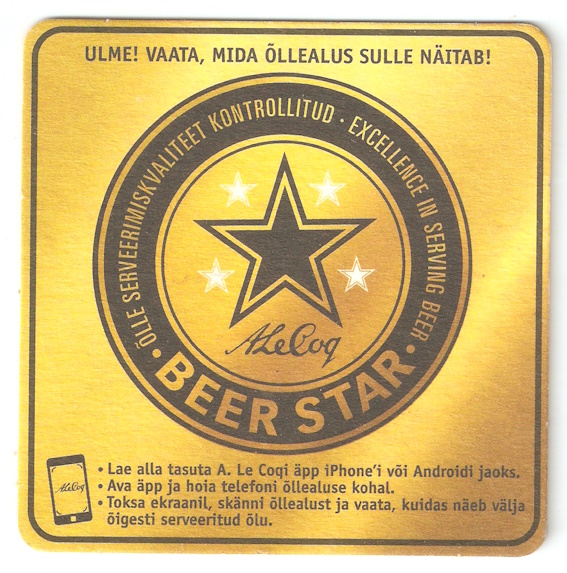 ULME! VAATA, MIDA ÕLLEALUS SULLE NÄITAB!
• ÕLLE SERVEERIMISKVALITEET KONTROLLITUD · EXCELLENCE IN SERVING BEER •
A. Le Coq
BEER STAR
A. Le Coq
• Lae alla tasuta A. Le Coqi äpp iPhone'i või Androidi jaoks.
• Ava äpp ja hoia telefoni õllealuse kohal.
• Toksa ekraanil, skänni õllealust ja vaata, kuidas näeb välja
õigesti serveeritud õlu.